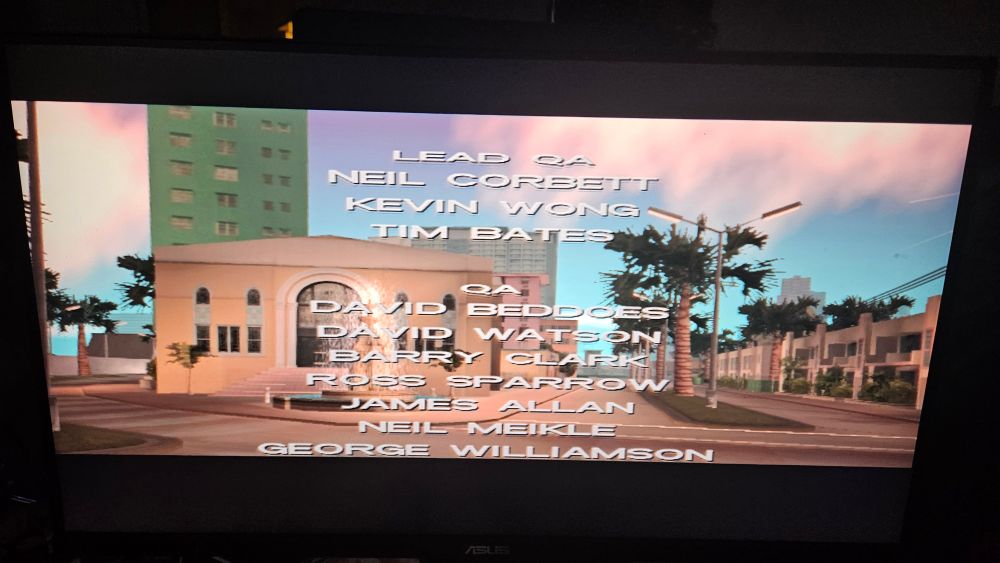 LEAD QA
NEIL CORBETT
KEVIN WONG
TIM BATES
QA
DAVID BEDDOES
DAVID WATSON
BARRY CLARK
ROSS SPARROW
JAMES ALLAN
NEIL MEIKLE
GEORGE WILLIAMSON
ASUS